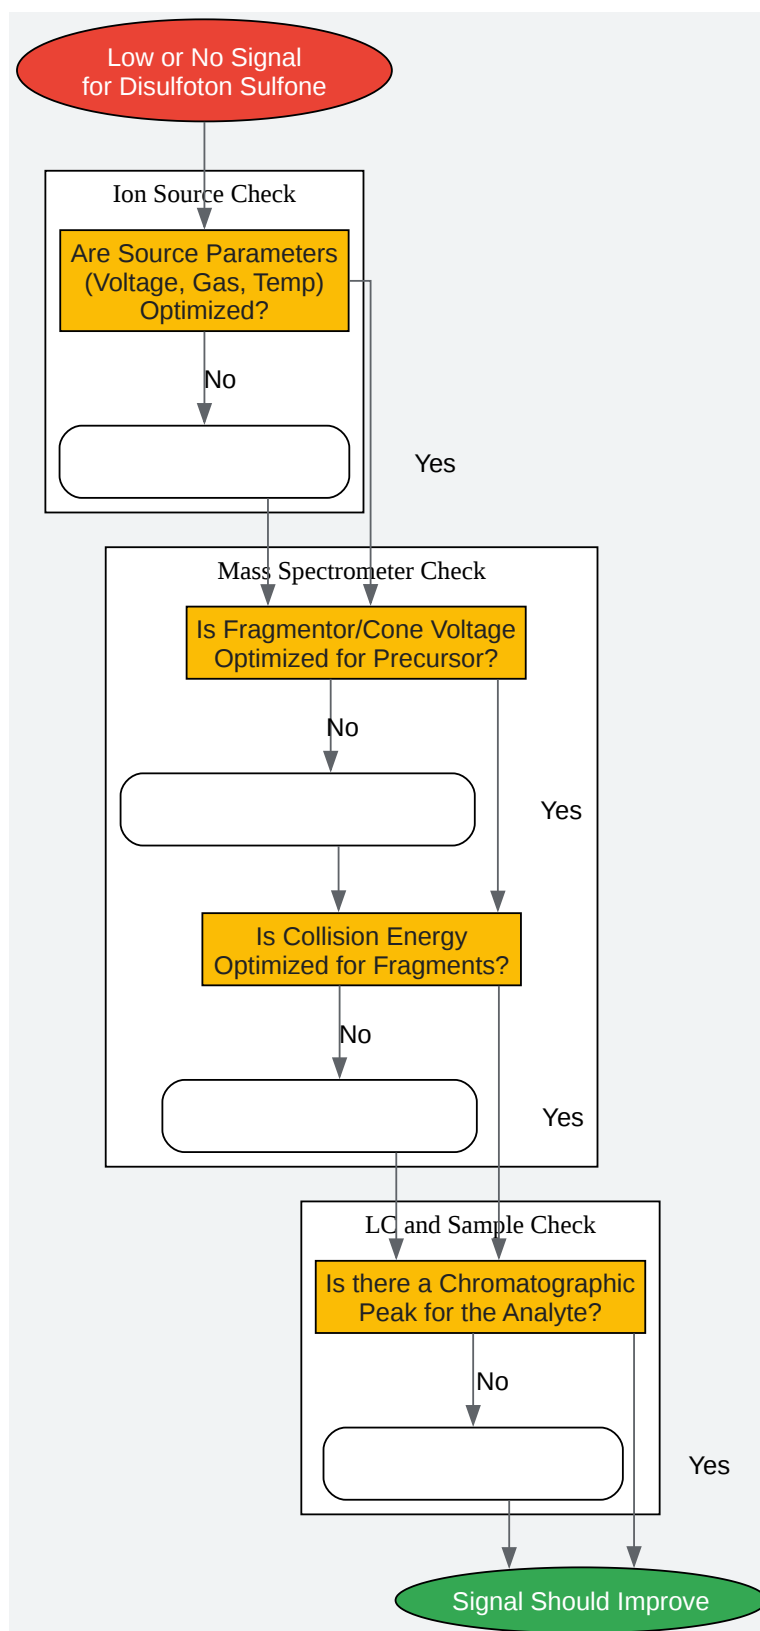 Low or No Signal
for Disulfoton Sulfone
Ion Source Check
Are Source Parameters
(Voltage, Gas, Temp)
Optimized?
No
Yes
Mass Spectrometer Check
Is Fragmentor/Cone Voltage
Optimized for Precursor?
No
Yes
Is Collision Energy
Optimized for Fragments?
No
Yes
LC and Sample Check
Is there a Chromatographic
Peak for the Analyte?
No
Yes
Signal Should Improve